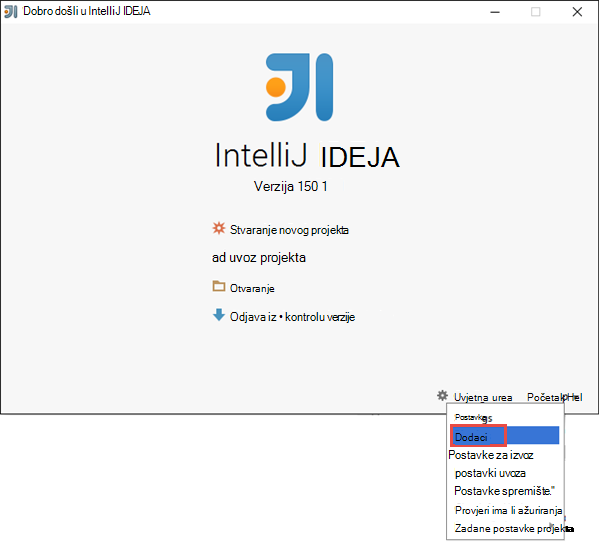 Dobro došli u IntelliJ IDEJA
IntelliJ IDEJA
Verzija 150 1
Stvaranje novog projekta
ad uvoz projekta
Otvaranje
Odjava iz • kontrolu verzije
Uvjetna urea Početak Hel
Postavke gs
Dodaci
Postavke za izvoz
postavki uvoza
Postavke spremište."
Provjeri ima li ažuriranja
Zadane postavke projekta